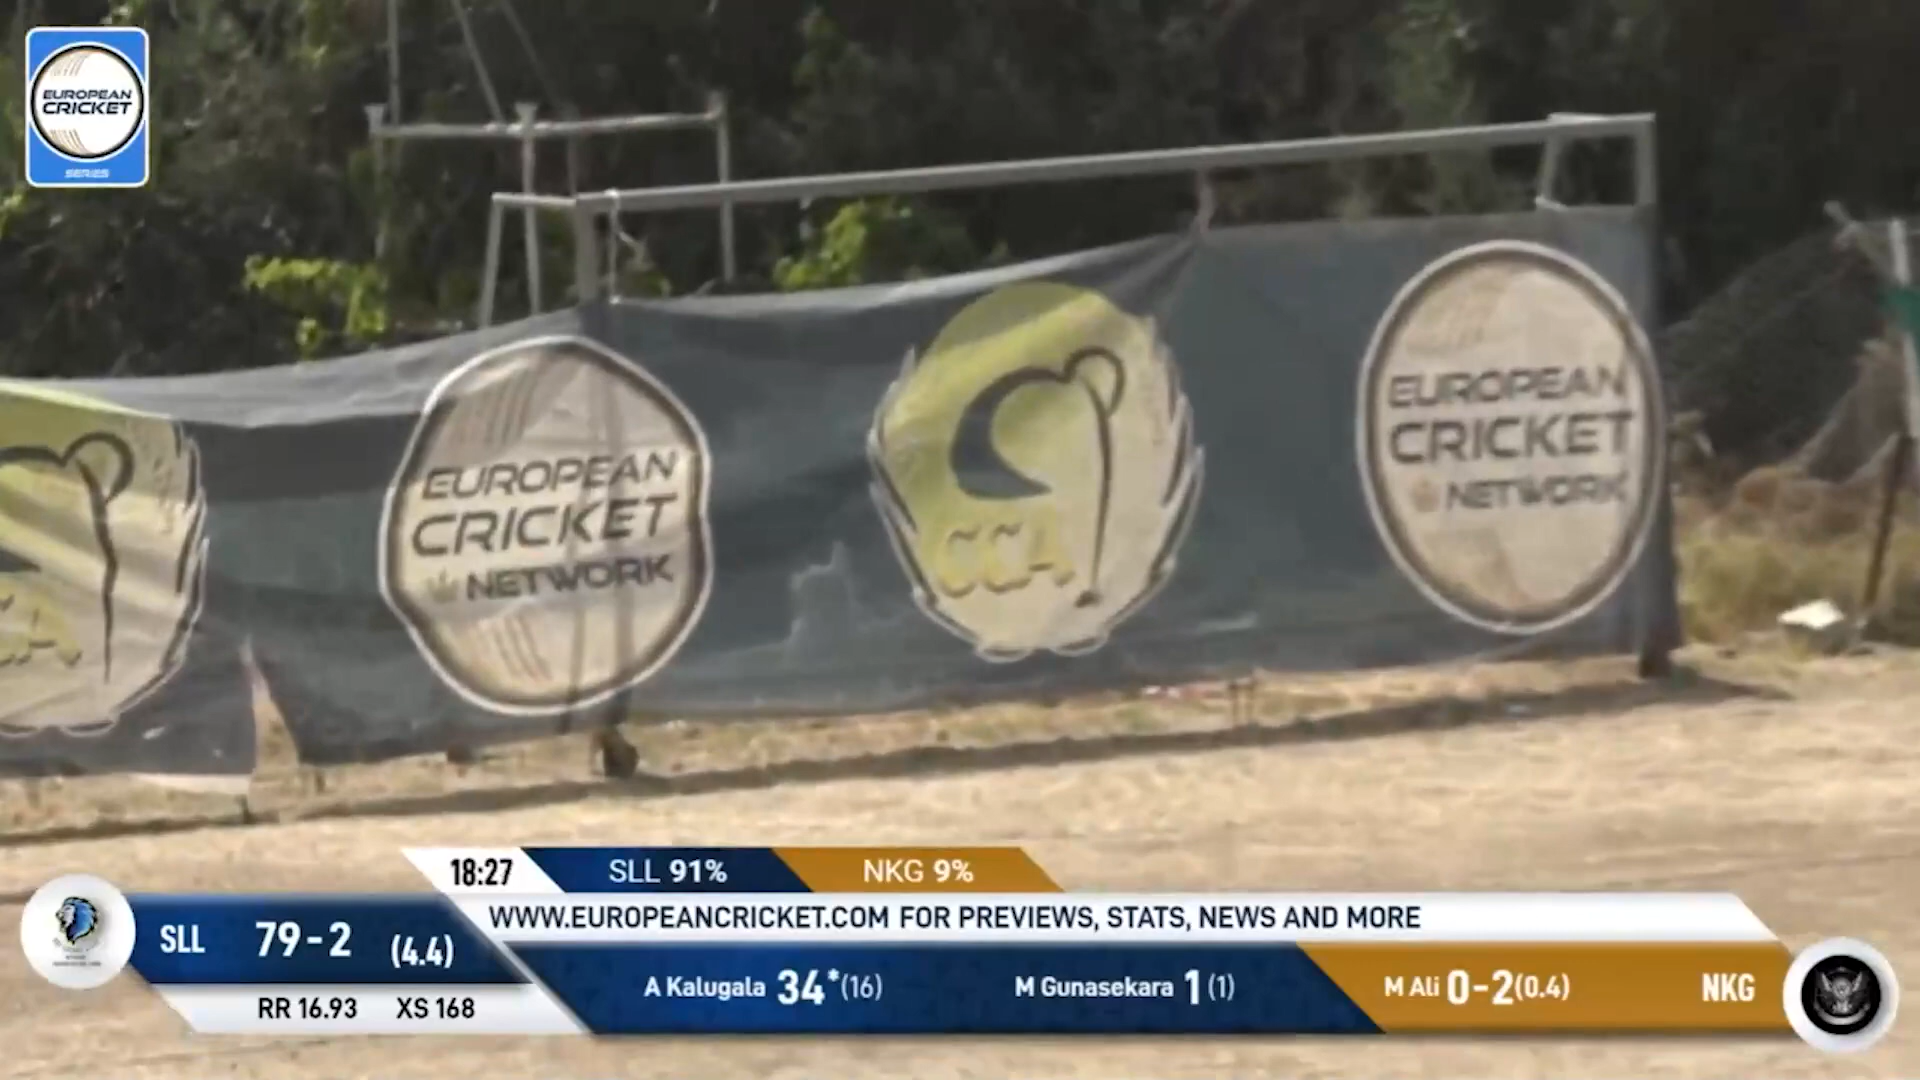 EUROPEAN
CRICKET
SERIES
EUROPEAN
CRICKET
NETWORK
CCA
EUROPEAN
CRICKET
NETWORK
18:27 SLL 91% NKG 9%
WWW.EUROPEANCRICKET.COM FOR PREVIEWS, STATS, NEWS AND MORE
SLL 79-2 (4.4)
A Kalugala 34*(16) M Gunasekara 1 (1) M Ali 0-2 (0.4) NKG
RR 16.93 XS 168